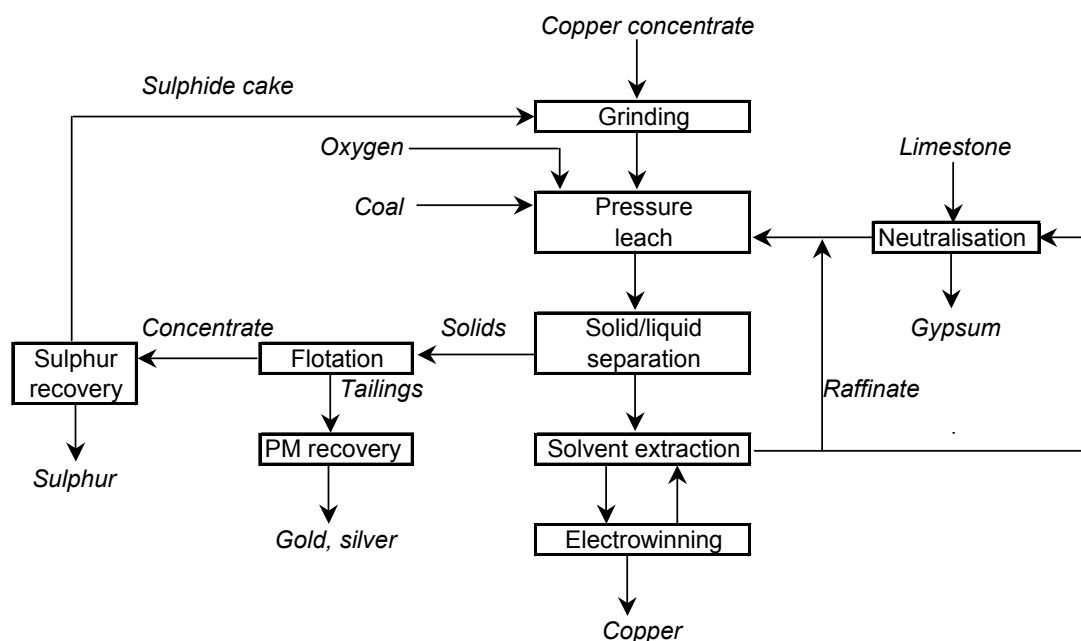 Copper concentrate
Sulphide cake
Grinding
Oxygen
Limestone
Coal
Pressure
leach
Neutralisation
Concentrate
Solids
Solid/liquid
separation
Gypsum
Sulphur
recovery
Flotation
Tailings
Raffinate
PM recovery
Solvent extraction
Sulphur
Gold, silver
Electrowinning
Copper